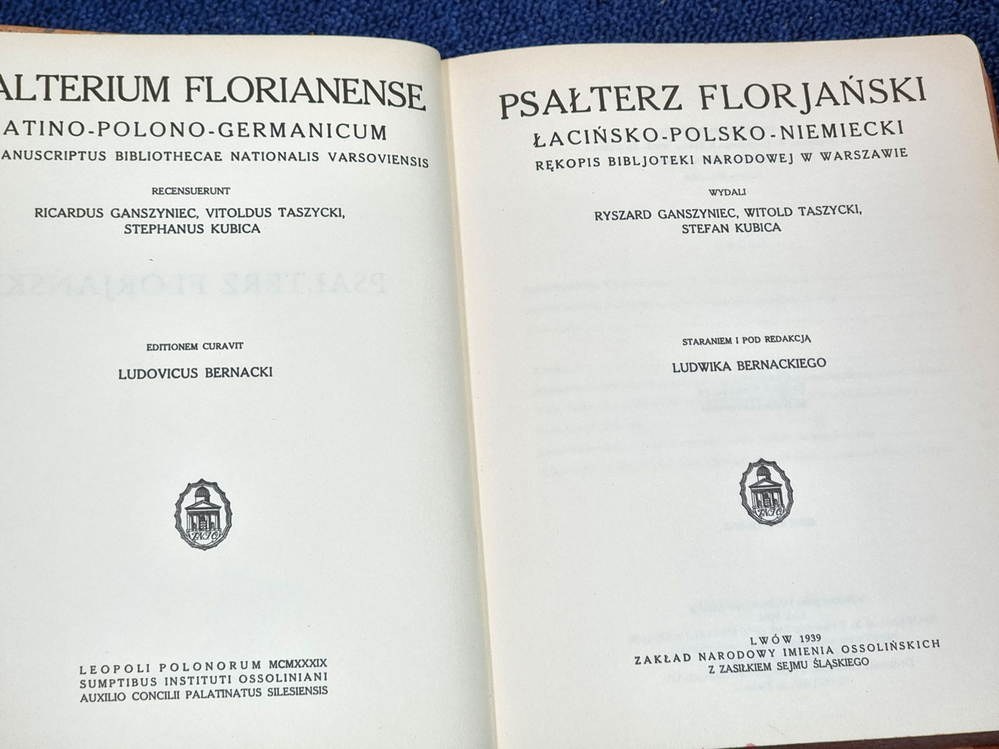 ALTERIUM FLORIANENSE
ATINO-POLONO-GERMANICUM
ANUSCRIPTUS BIBLIOTHECAE NATIONALIS VARSOVIENSIS
RECENSUERUNT
RICARDUS GANSZYNIEC, VITOLDUS TASZYCKI,
STEPHANUS KUBICA
EDITIONEM CURAVIT
LUDOVICUS BERNACKI
LEOPOLI POLONORUM MCMXXXIX
SUMPTIBUS INSTITUTI OSSOLINIANI
AUXILIO CONCILII PALATINATUS SILESIENSIS
PSAŁTERZ FLORJAŃSKI
ŁACIŃSKO-POLSKO-NIEMIECKI
RĘKOPIS BIBLJOTEKI NARODOWEJ W WARSZAWIE
WYDALI
RYSZARD GANSZYNIEC, WITOLD TASZYCKI,
STEFAN KUBICA
STARANIEM I POD REDAKCJĄ
LUDWIKA BERNACKIEGO
LWÓW 1939
ZAKŁAD NARODOWY IMIENIA OSSOLIŃSKICH
Z ZASIŁKIEM SEJMU ŚLĄSKIEGO